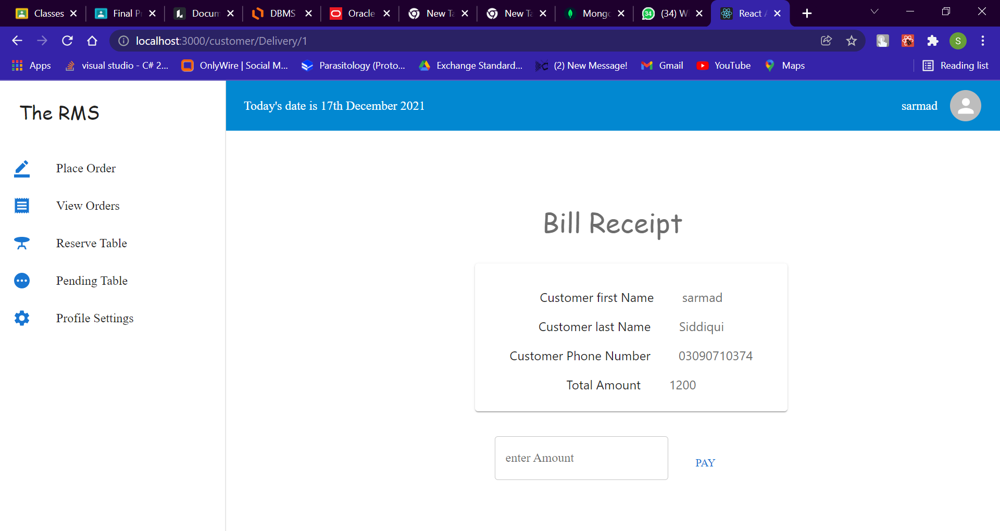 Classes Final Pr Docum DBMS Oracle New Ta New Ta Mongo 34 (34) W React A
localhost:3000/customer/Delivery/1 S
Apps visual studio - C# 2... OnlyWire | Social M... Parasitology (Proto... Exchange Standard... (2) New Message! Gmail YouTube Maps Reading list
The RMS
Today's date is 17th December 2021 sarmad
Place Order
View Orders
Reserve Table
Pending Table
Profile Settings
Bill Receipt
Customer first Name sarmad
Customer last Name Siddiqui
Customer Phone Number 03090710374
Total Amount 1200
enter Amount PAY